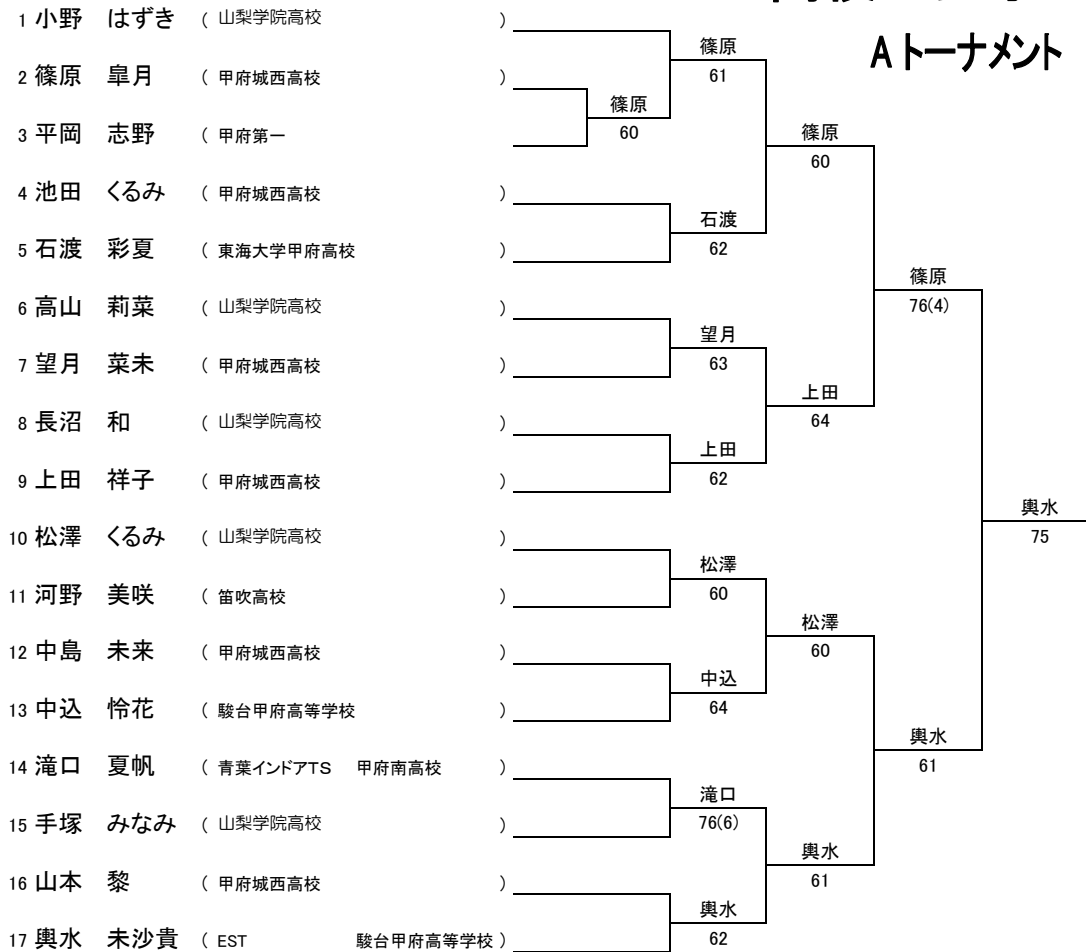 Aトーナメント
1 小野 はずき ( 山梨学院高校 )
2 篠原 皐月 ( 甲府城西高校 )
3 平岡 志野 ( 甲府第一 )
4 池田 くるみ ( 甲府城西高校 )
5 石渡 彩夏 ( 東海大学甲府高校 )
6 高山 莉菜 ( 山梨学院高校 )
7 望月 菜未 ( 甲府城西高校 )
8 長沼 和 ( 山梨学院高校 )
9 上田 祥子 ( 甲府城西高校 )
10 松澤 くるみ ( 山梨学院高校 )
11 河野 美咲 ( 笛吹高校 )
12 中島 未来 ( 甲府城西高校 )
13 中込 怜花 ( 駿台甲府高等学校 )
14 滝口 夏帆 ( 青葉インドアTS 甲府南高校 )
15 手塚 みなみ ( 山梨学院高校 )
16 山本 黎 ( 甲府城西高校 )
17 輿水 未沙貴 ( EST 駿台甲府高等学校 )
篠原
60
篠原
61
石渡
62
望月
63
上田
62
松澤
60
中込
64
滝口
76(6)
輿水
62
篠原
60
上田
64
松澤
60
輿水
61
篠原
76(4)
輿水
61
輿水
75